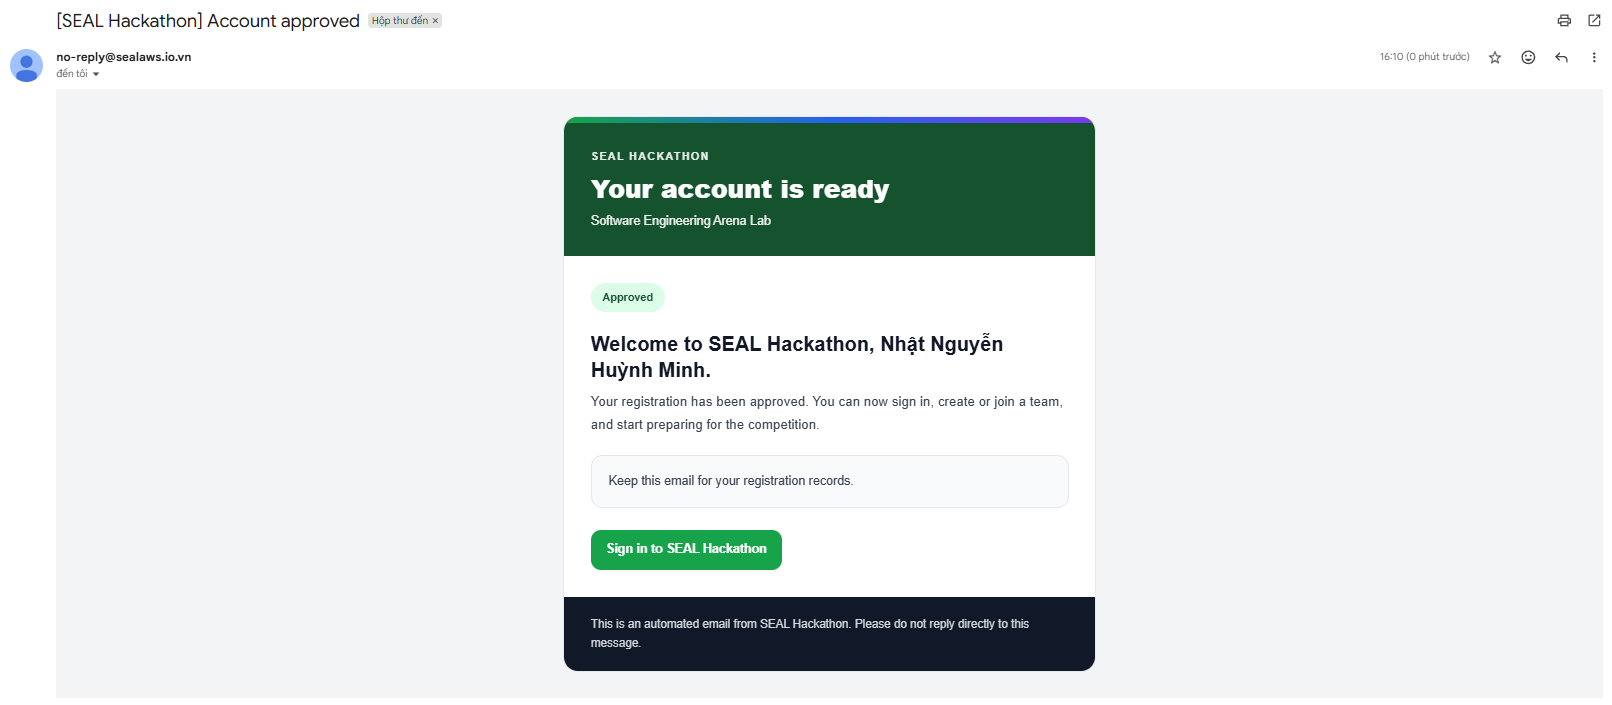 [SEAL Hackathon] Account approved
Hộp thư đến ×
no-reply@sealaws.io.vn
16:10 (0 phút trước)
đến tôi
SEAL HACKATHON
Your account is ready
Software Engineering Arena Lab
Approved
Welcome to SEAL Hackathon, Nhật Nguyễn
Huỳnh Minh.
Your registration has been approved. You can now sign in, create or join a team,
and start preparing for the competition.
Keep this email for your registration records.
Sign in to SEAL Hackathon
This is an automated email from SEAL Hackathon. Please do not reply directly to this
message.